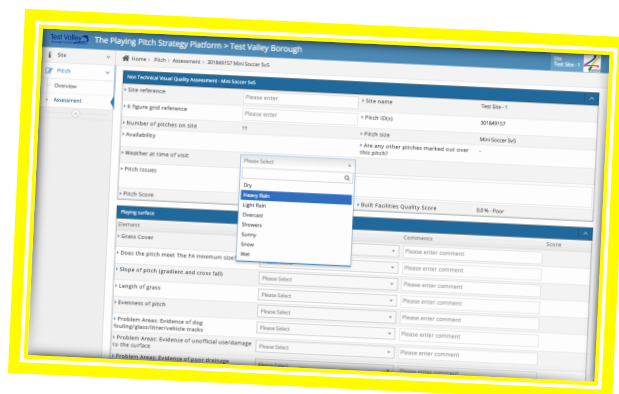 Test Valley
The Playing Pitch Strategy Platform > Test Valley Borough
Site
Test Site - 1
Site
Pitch
Overview
Assessment
Home > Pitch > Assessment > 301849157 Mini Soccer 5v5
Non Technical Visual Quality Assessment - Mini Soccer 5v5
Site reference
Please enter
Site name
Test Site - 1
6 figure grid reference
Please enter
Pitch ID(s)
301849157
Number of pitches on site
11
Pitch size
Mini Soccer 5v5
Availability
Are any other pitches marked out over
this pitch?
-
Weather at time of visit
Please Select
Pitch Issues
Dry
Heavy Rain
Light Rain
Overcast
Showers
Sunny
Snow
Wet
Pitch Score
Built Facilities Quality Score
0.0 % - Poor
Playing surface
Element
Comments
Score
Grass Cover
Please enter comment
Does the pitch meet The FA minimum size?
Please enter comment
Slope of pitch (gradient and cross fall)
Please Select
Please enter comment
Length of grass
Please Select
Please enter comment
Evenness of pitch
Please Select
Please enter comment
Problem Areas: Evidence of dog
fouling/glass/litter/vehicle tracks
Please Select
Please enter comment
Problem Areas: Evidence of unofficial use/damage
to the surface
Please Select
Please enter comment
Problem Areas: Evidence of poor drainage
Please Select
Please enter comment